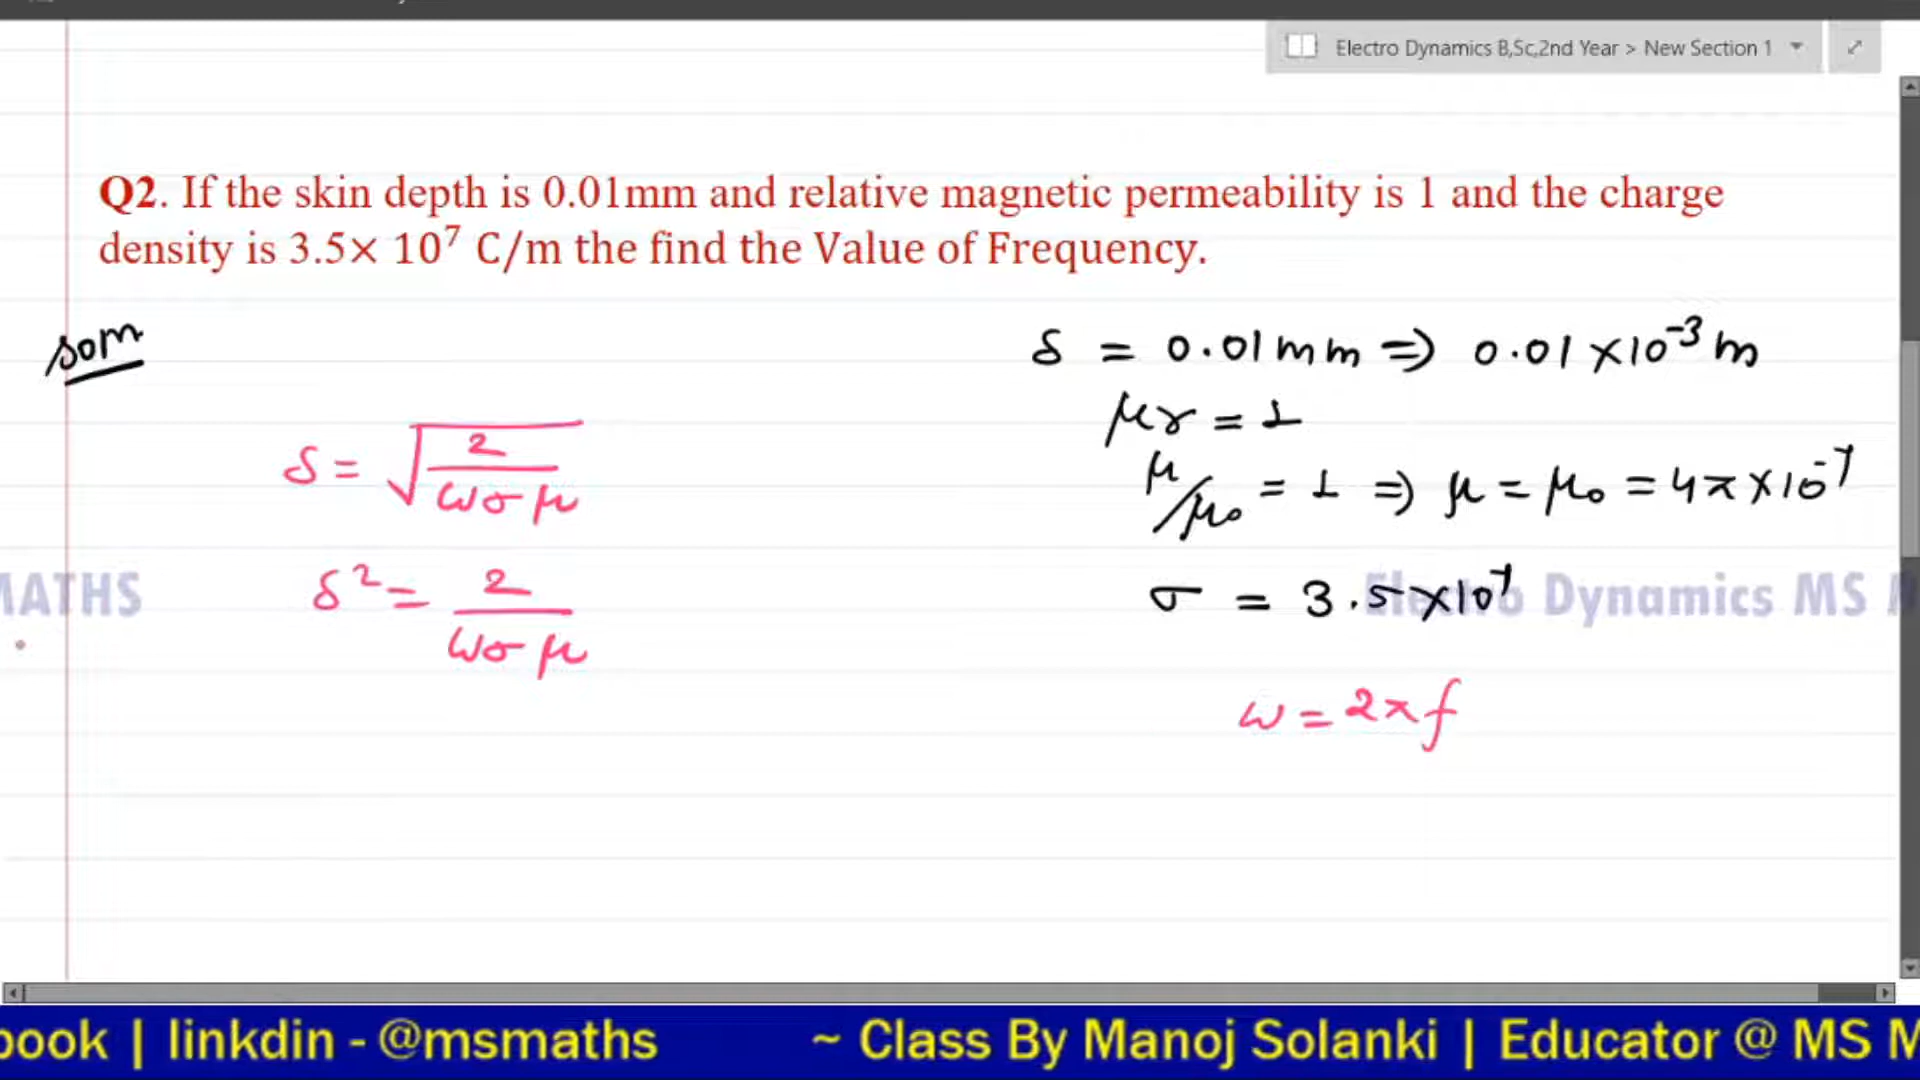 Electro Dynamics B,Sc,2nd Year > New Section 1
Q2. If the skin depth is 0.01mm and relative magnetic permeability is 1 and the charge
density is 3.5× 10⁷ C/m the find the Value of Frequency.
Som
δ = 0.01mm ⇒ 0.01×10⁻³ m
μr = 1
δ = √(2/ωσμ)
μ/μ₀ = 1 ⇒ μ = μ₀ = 4π×10⁻⁷
δ² = 2/ωσμ
σ = 3.5×10⁷
MATHS
Electro Dynamics MS M
ω = 2πf
book | linkdin - @msmaths ~ Class By Manoj Solanki | Educator @ MS M